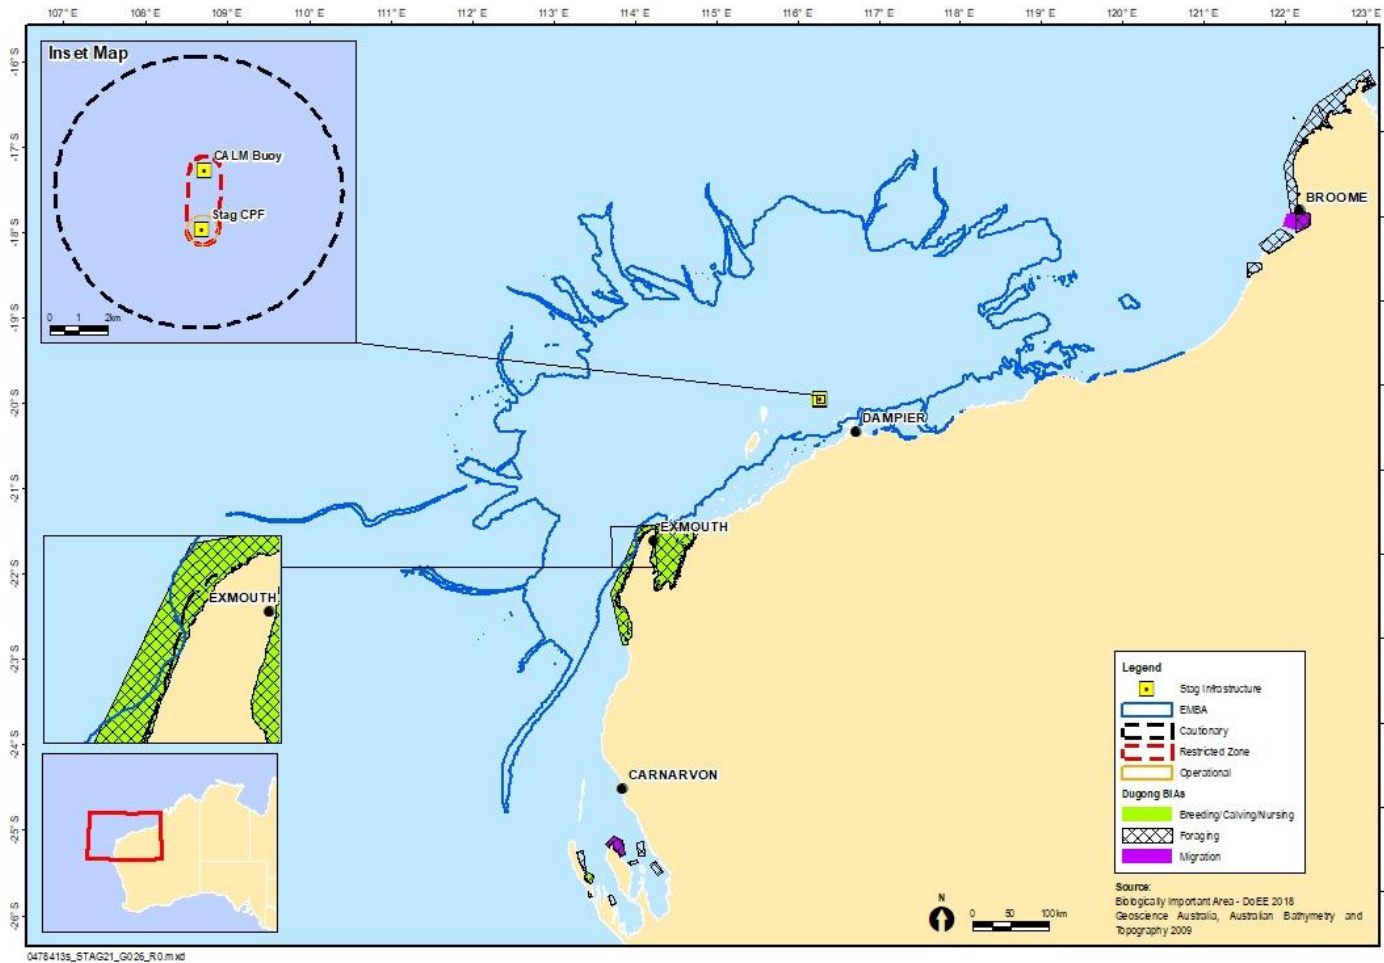 107° E 108° E 109° E 110° E 111° E 112° E 113° E 114° E 115° E 116° E 117° E 118° E 119° E 120° E 121° E 122° E 123° E
-16° S
-17° S
-18° S
-19° S
-20° S
-21° S
-22° S
-23° S
-24° S
-25° S
-26° S
Inset Map
CALM Buoy
Stag CPF
0 1 2km
BROOME
DAMPIER
EXMOUTH
EXMOUTH
CARNARVON
Legend
Stag Infrastructure
EMBA
Cautionary
Restricted Zone
Operational
Dugong BIAs
Breeding/Calving/Nursing
Foraging
Migration
Source:
Biologically Important Area - DoEE 2018
Geoscience Australia, Australian Bathymetry and
Topography 2009
N
0 50 100km
0478413s_STAG21_G026_R0.mxd